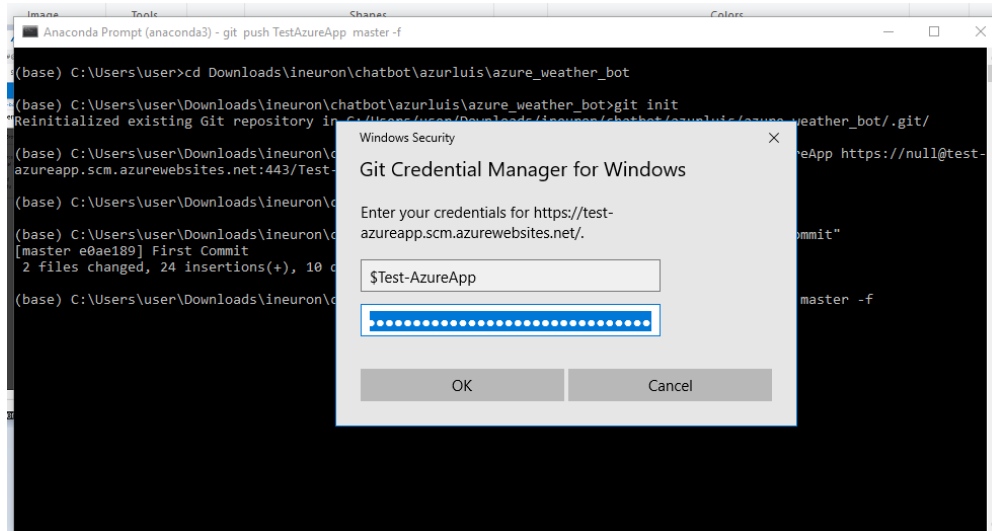 Image Tools Shapes Colors
Anaconda Prompt (anaconda3) - git  push TestAzureApp  master -f
(base) C:\Users\user>cd Downloads\ineuron\chatbot\azurluis\azure_weather_bot
(base) C:\Users\user\Downloads\ineuron\chatbot\azurluis\azure_weather_bot>git init
Reinitialized existing Git repository in C:/Users/user/Downloads/ineuron/chatbot/azurluis/azure_weather_bot/.git/
(base) C:\Users\user\Downloads\ineuron\c
eApp https://null@test-
azureapp.scm.azurewebsites.net:443/Test-
(base) C:\Users\user\Downloads\ineuron\c
(base) C:\Users\user\Downloads\ineuron\c
ommit"
[master e0ae189] First Commit
2 files changed, 24 insertions(+), 10
(base) C:\Users\user\Downloads\ineuron\c
master -f
Windows Security
Git Credential Manager for Windows
Enter your credentials for https://test-
azureapp.scm.azurewebsites.net/.
$Test-AzureApp
OK
Cancel